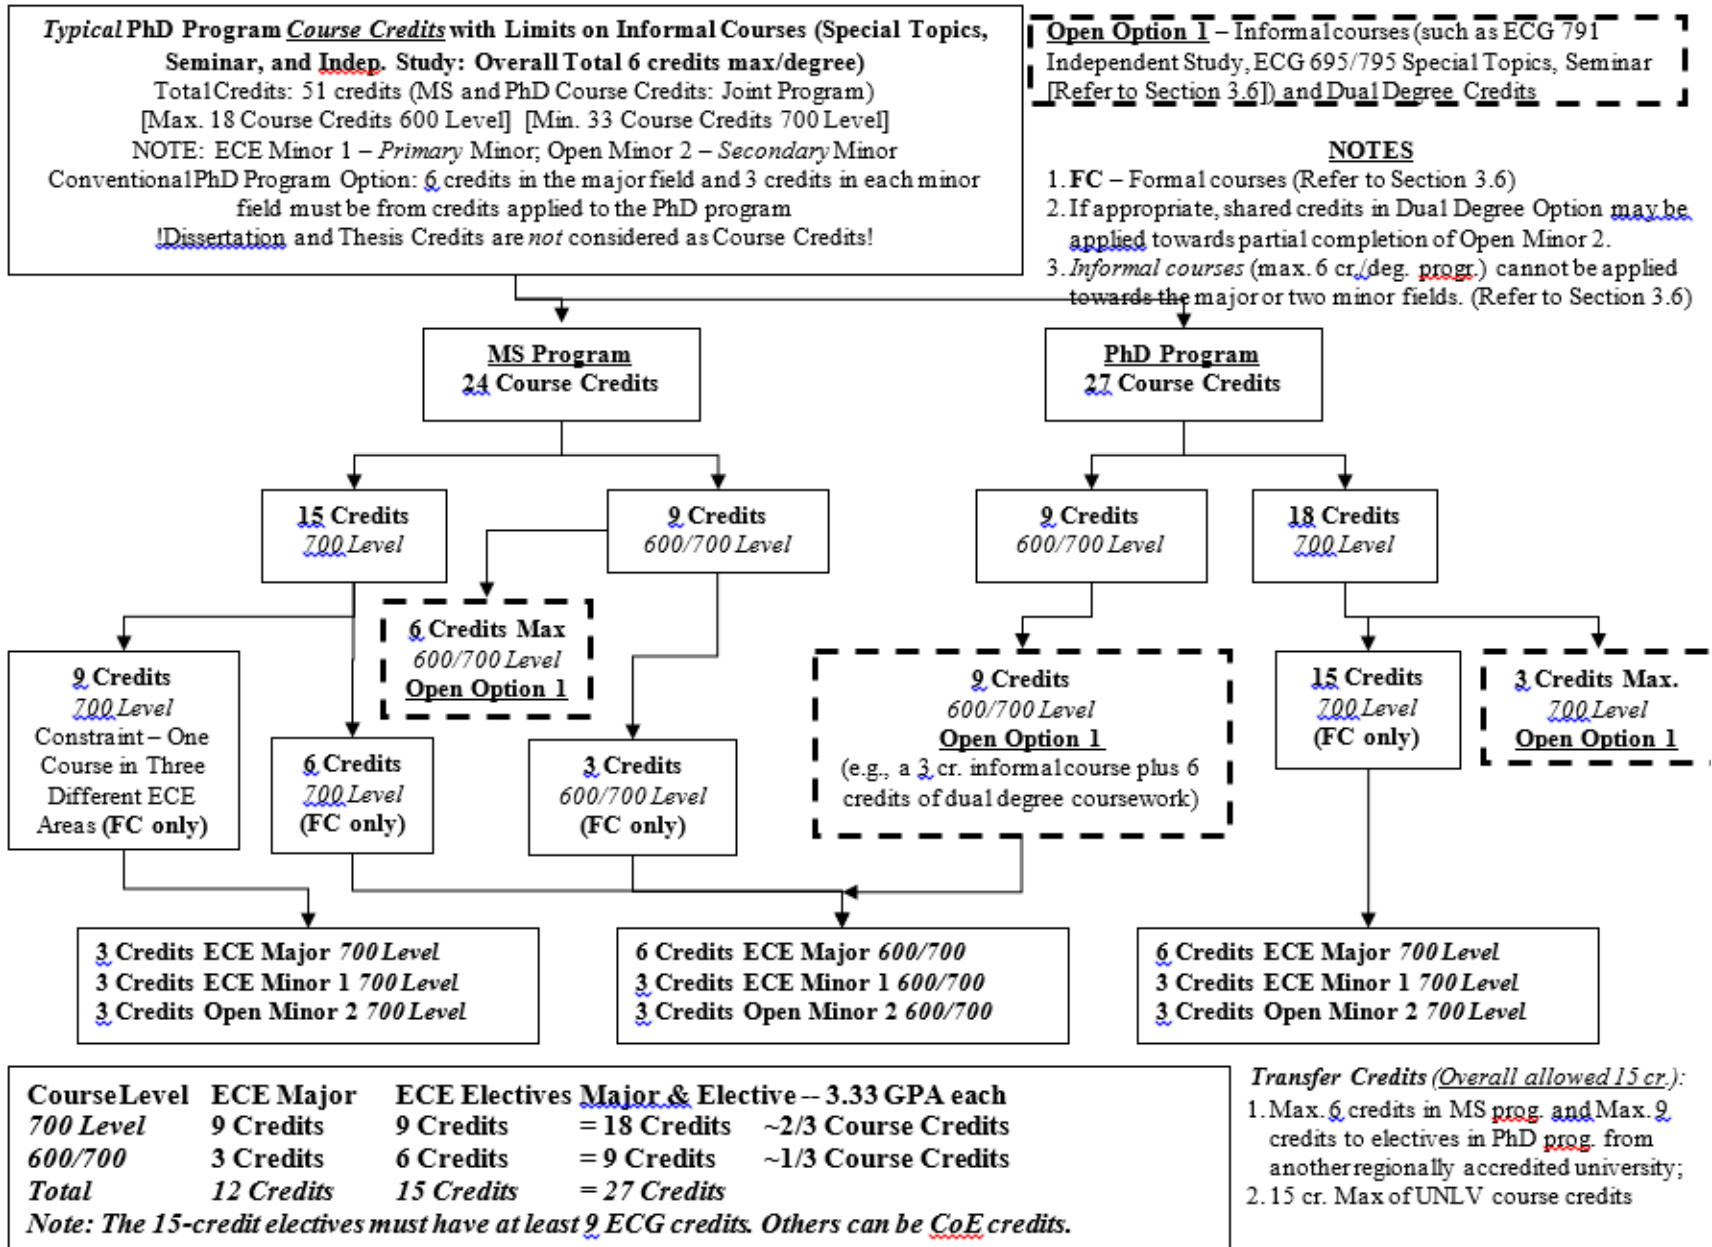 Typical PhD Program Course Credits with Limits on Informal Courses (Special Topics,
Seminar, and Indep. Study: Overall Total 6 credits max/degree)
Total Credits: 51 credits (MS and PhD Course Credits: Joint Program)
[Max. 18 Course Credits 600 Level] [Min. 33 Course Credits 700 Level]
NOTE: ECE Minor 1 – Primary Minor; Open Minor 2 – Secondary Minor
Conventional PhD Program Option: 6 credits in the major field and 3 credits in each minor
field must be from credits applied to the PhD program
!Dissertation and Thesis Credits are not considered as Course Credits!
Open Option 1 – Informal courses (such as ECG 791
Independent Study, ECG 695/795 Special Topics, Seminar
[Refer to Section 3.6]) and Dual Degree Credits
NOTES
1. FC – Formal courses (Refer to Section 3.6)
2. If appropriate, shared credits in Dual Degree Option may be
applied towards partial completion of Open Minor 2.
3. Informal courses (max. 6 cr./deg. progr.) cannot be applied
towards the major or two minor fields. (Refer to Section 3.6)
MS Program
24 Course Credits
PhD Program
27 Course Credits
15 Credits
700 Level
9 Credits
600/700 Level
9 Credits
600/700 Level
18 Credits
700 Level
9 Credits
700 Level
Constraint – One
Course in Three
Different ECE
Areas (FC only)
6 Credits
700 Level
(FC only)
6 Credits Max
600/700 Level
Open Option 1
3 Credits
600/700 Level
(FC only)
9 Credits
600/700 Level
Open Option 1
(e.g., a 3 cr. informal course plus 6
credits of dual degree coursework)
15 Credits
700 Level
(FC only)
3 Credits Max.
700 Level
Open Option 1
3 Credits ECE Major 700 Level
3 Credits ECE Minor 1 700 Level
3 Credits Open Minor 2 700 Level
6 Credits ECE Major 600/700
3 Credits ECE Minor 1 600/700
3 Credits Open Minor 2 600/700
6 Credits ECE Major 700 Level
3 Credits ECE Minor 1 700 Level
3 Credits Open Minor 2 700 Level
Course Level ECE Major ECE Electives Major & Elective -- 3.33 GPA each
700 Level 9 Credits 9 Credits = 18 Credits ~2/3 Course Credits
600/700 3 Credits 6 Credits = 9 Credits ~1/3 Course Credits
Total 12 Credits 15 Credits = 27 Credits
Note: The 15-credit electives must have at least 9 ECG credits. Others can be CoE credits.
Transfer Credits (Overall allowed 15 cr.):
1. Max. 6 credits in MS prog. and Max. 9
credits to electives in PhD prog. from
another regionally accredited university;
2. 15 cr. Max of UNLV course credits